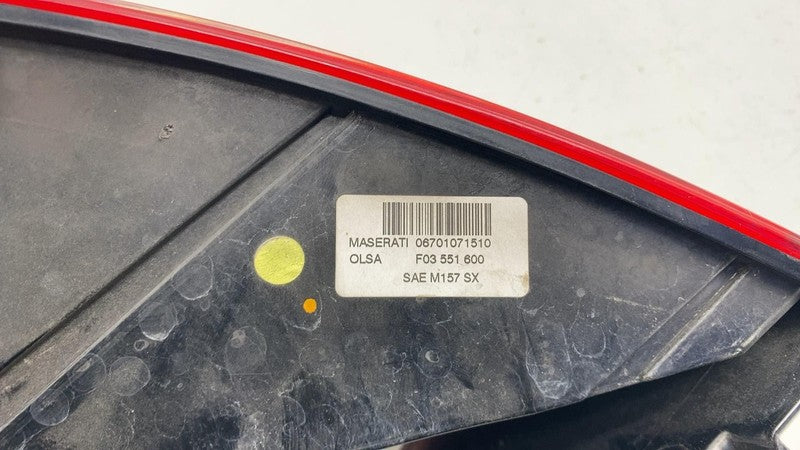 MASERATI 06701071510
OLSA F03 551 600
SAE M157 SX